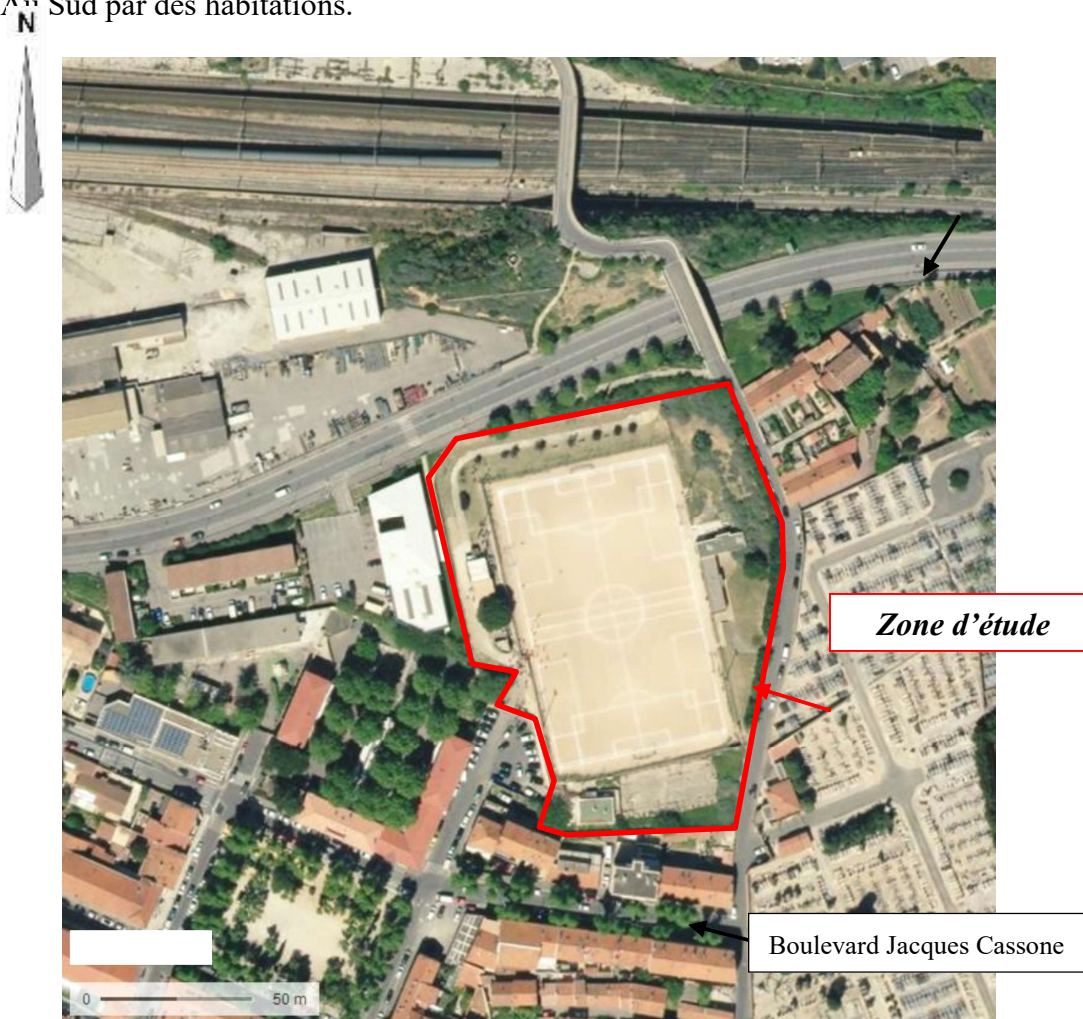 Au Sud par des habitations.
N
Zone d’étude
Boulevard Jacques Cassone
0 50 m